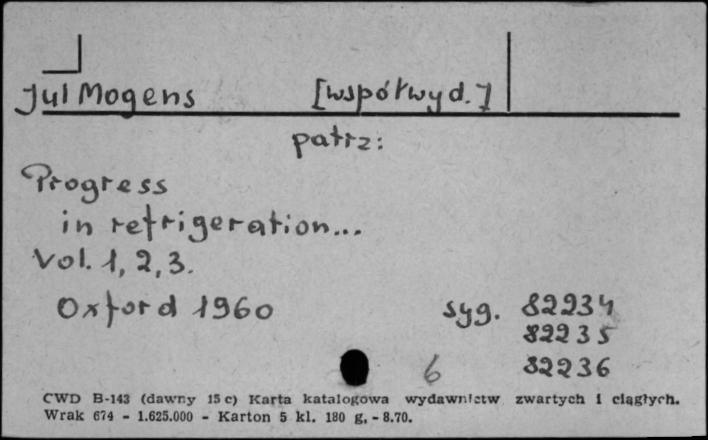 Jul Mogens [współwyd.]
patrz:
Progress
in refrigeration...
Vol. 1, 2, 3.
Oxford 1960 syg. 82234
82235
6 82236
CWD B-143 (dawny 15 c) Karta katalogowa wydawnictw zwartych i ciągłych.
Wrak 674 - 1.625.000 - Karton 5 kl. 180 g. - 8.70.